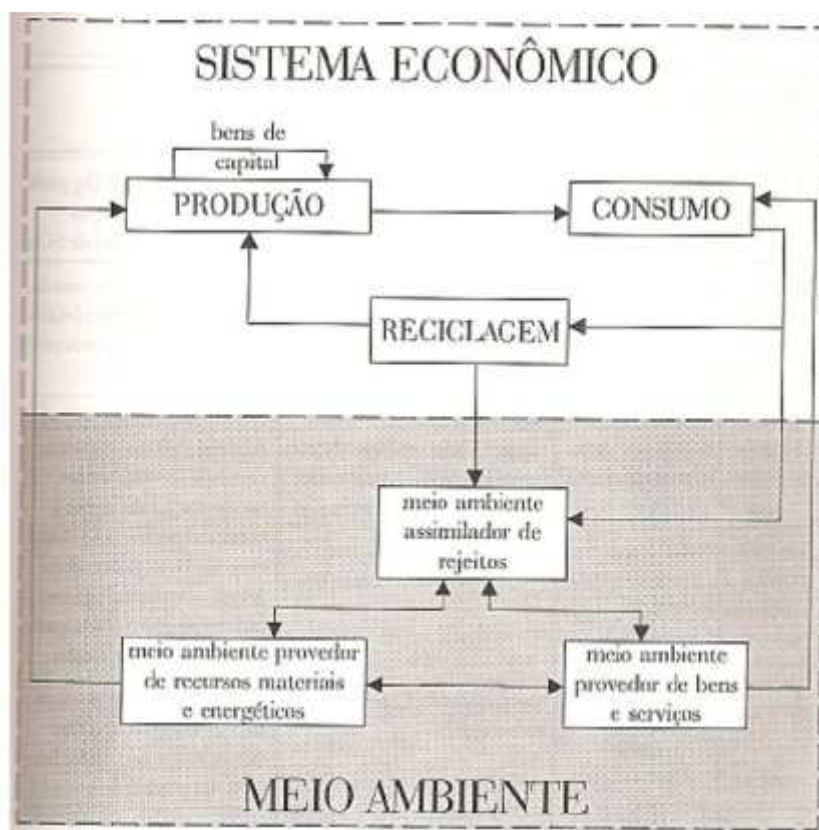 SISTEMA ECONÔMICO
bens de
capital
PRODUÇÃO
CONSUMO
RECICLAGEM
meio ambiente
assimilador de
rejeitos
meio ambiente provedor
de recursos materiais
e energéticos
meio ambiente
provedor de bens
e serviços
MEIO AMBIENTE